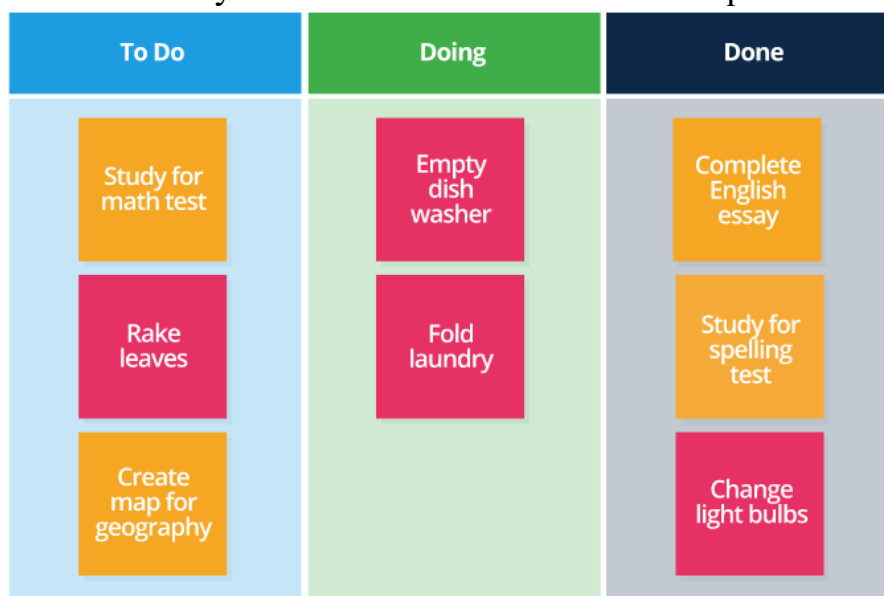 To Do
Doing
Done
Study for
math test
Rake
leaves
Create
map for
geography
Empty
dish
washer
Fold
laundry
Complete
English
essay
Study for
spelling
test
Change
light bulbs